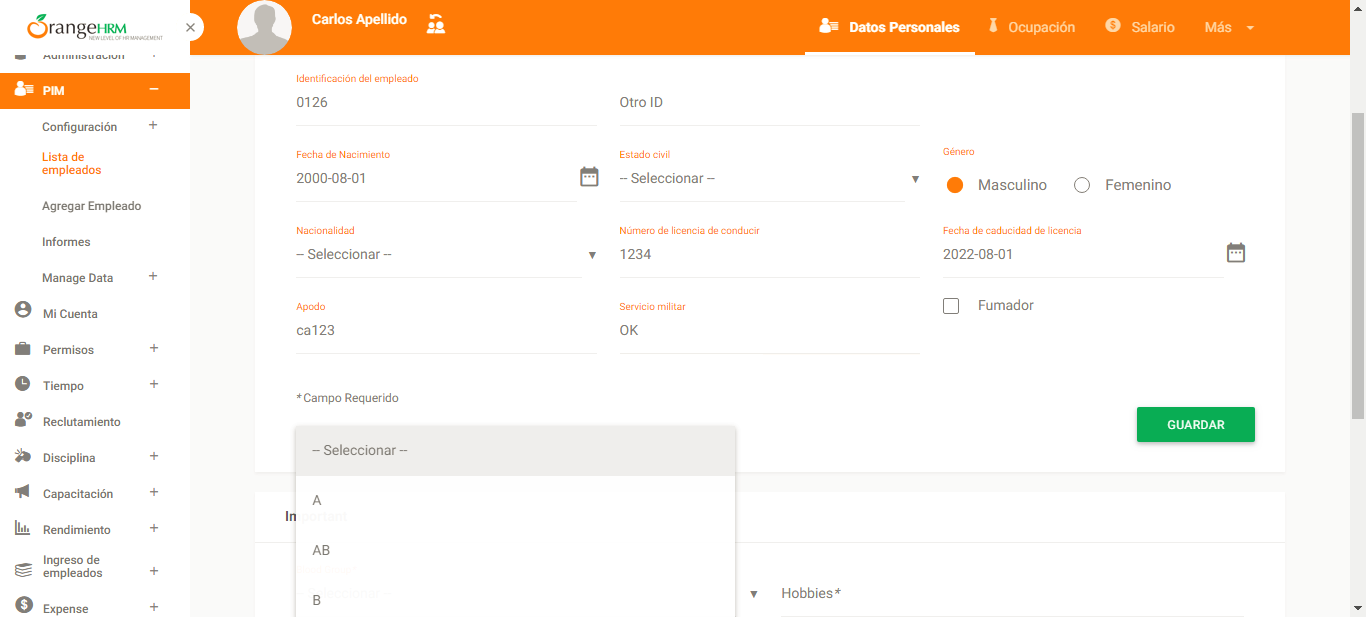 OrangeHRM
NEW LEVEL OF HR MANAGEMENT
Carlos Apellido
Datos Personales
Ocupación
Salario
Más
Administración
PIM
Configuración
Lista de
empleados
Agregar Empleado
Informes
Manage Data
Mi Cuenta
Permisos
Tiempo
Reclutamiento
Disciplina
Capacitación
Rendimiento
Ingreso de
empleados
Expense
Identificación del empleado
0126
Otro ID
Fecha de Nacimiento
2000-08-01
Estado civil
-- Seleccionar --
Género
Masculino
Femenino
Nacionalidad
-- Seleccionar --
Número de licencia de conducir
1234
Fecha de caducidad de licencia
2022-08-01
Apodo
ca123
Servicio militar
OK
Fumador
* Campo Requerido
GUARDAR
-- Seleccionar --
A
AB
B
Important
-- Seleccionar --
Hobbies*